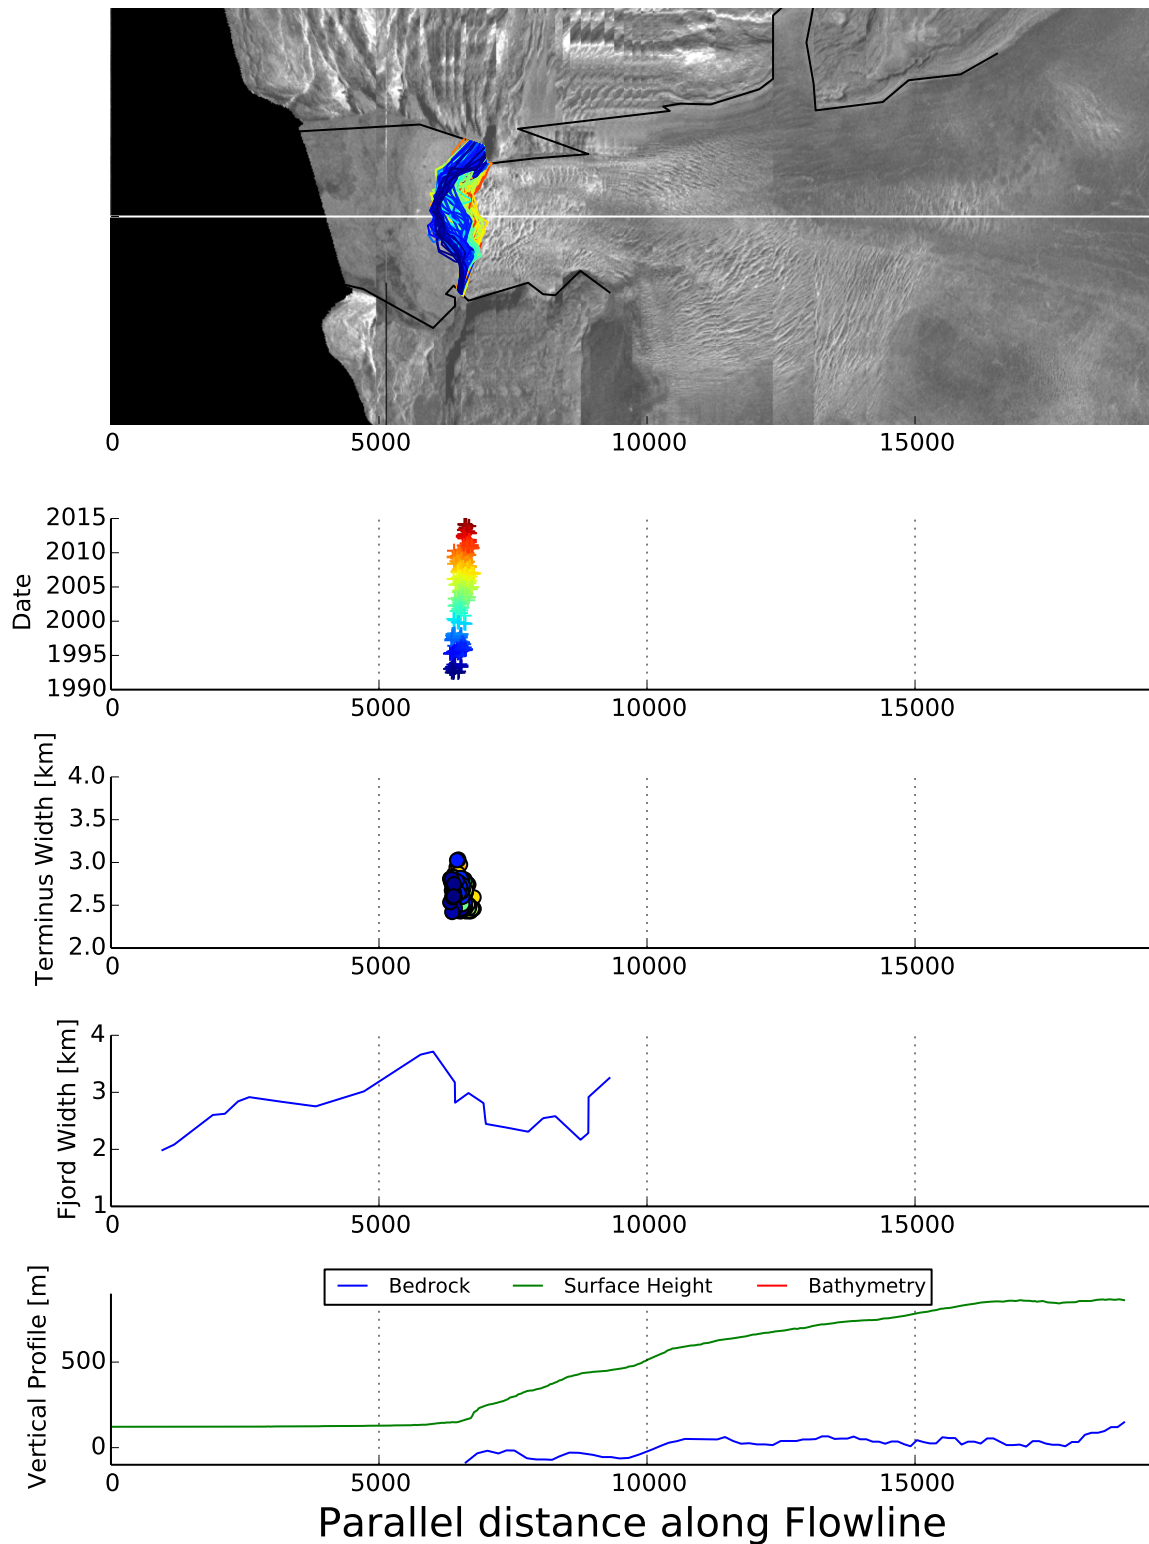 0 5000 10000 15000
Date
2015
2010
2005
2000
1995
1990
0 5000 10000 15000
Terminus Width [km]
4.0
3.5
3.0
2.5
2.0
0 5000 10000 15000
Fjord Width [km]
4
3
2
1
0 5000 10000 15000
Vertical Profile [m]
Bedrock Surface Height Bathymetry
500
0
0 5000 10000 15000
Parallel distance along Flowline